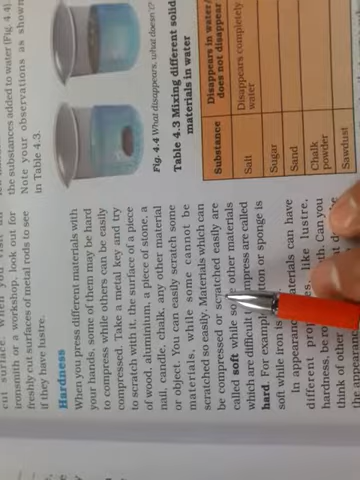 cut surface. When you visit an
ironsmith or a workshop, look out for
freshly cut surfaces of metal rods to see
if they have lustre.
Hardness
When you press different materials with
your hands, some of them may be hard
to compress while others can be easily
compressed. Take a metal key and try
to scratch with it, the surface of a piece
of wood, aluminium, a piece of stone, a
nail, candle, chalk, any other material
or object. You can easily scratch some
materials, while some cannot be
scratched so easily. Materials which can
be compressed or scratched easily are
called soft while so other materials
which are difficult compress are called
hard. For example or sponge is
soft while iron is
In appearance materials can have
different like lustre,
hardness, be Can you
think of other
the appearance
the substances added to water (Fig. 4.4).
Note your observations as shown
in Table 4.3.
Fig. 4.4 What disappears, what doesn't?
Table 4.3 Mixing different solid
materials in water
Substance Disappears in water/
does not disappear
Salt Disappears completely
water
Sugar
Sand
Chalk
powder
Sawdust